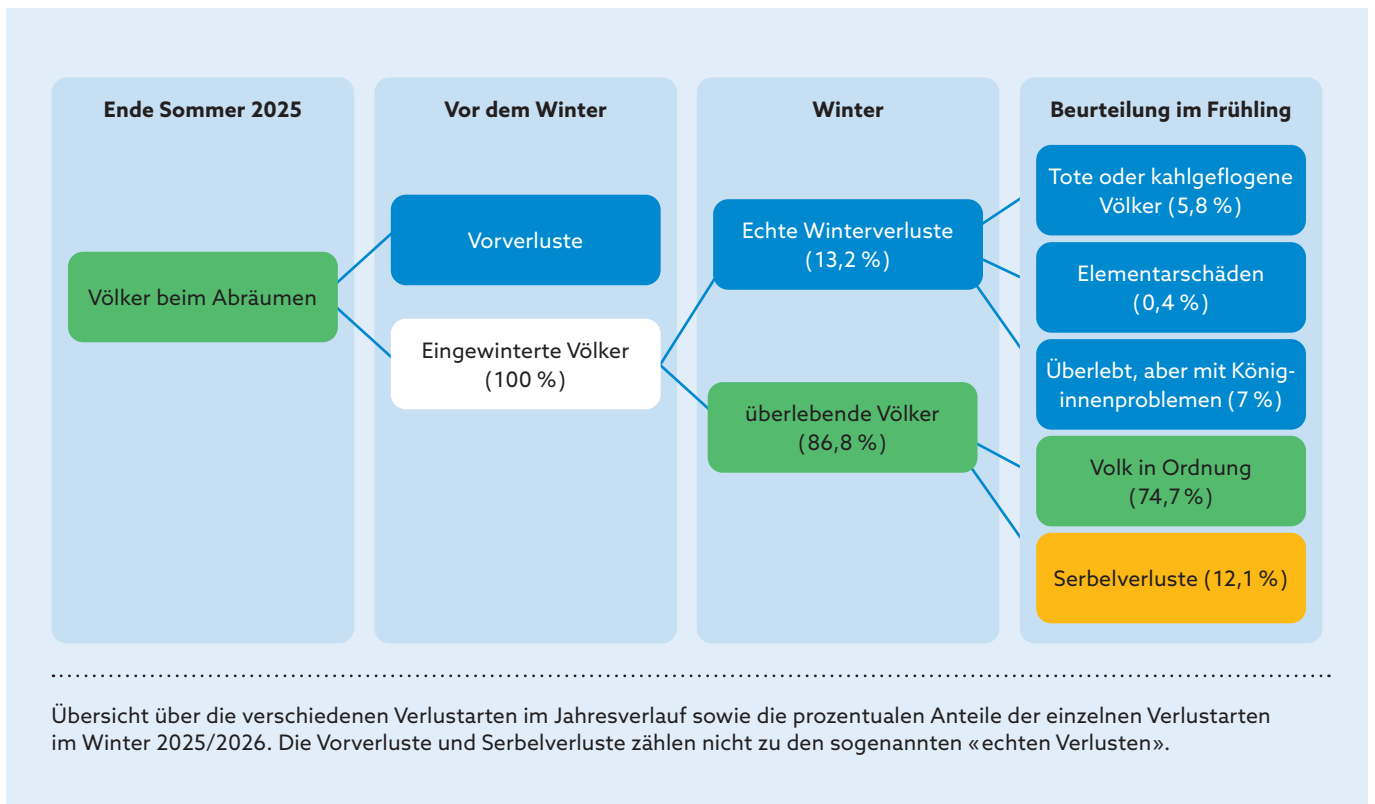 Ende Sommer 2025
Völker beim Abräumen
Vor dem Winter
Vorverluste
Eingewinterte Völker
(100 %)
Winter
Echte Winterverluste
(13,2 %)
überlebende Völker
(86,8 %)
Beurteilung im Frühling
Tote oder kahlgeflogene
Völker (5,8 %)
Elementarschäden
(0,4 %)
Überlebt, aber mit König-
innenproblemen (7 %)
Volk in Ordnung
(74,7 %)
Serbelverluste (12,1 %)
Übersicht über die verschiedenen Verlustarten im Jahresverlauf sowie die prozentualen Anteile der einzelnen Verlustarten
im Winter 2025/2026. Die Vorverluste und Serbelverluste zählen nicht zu den sogenannten «echten Verlusten».